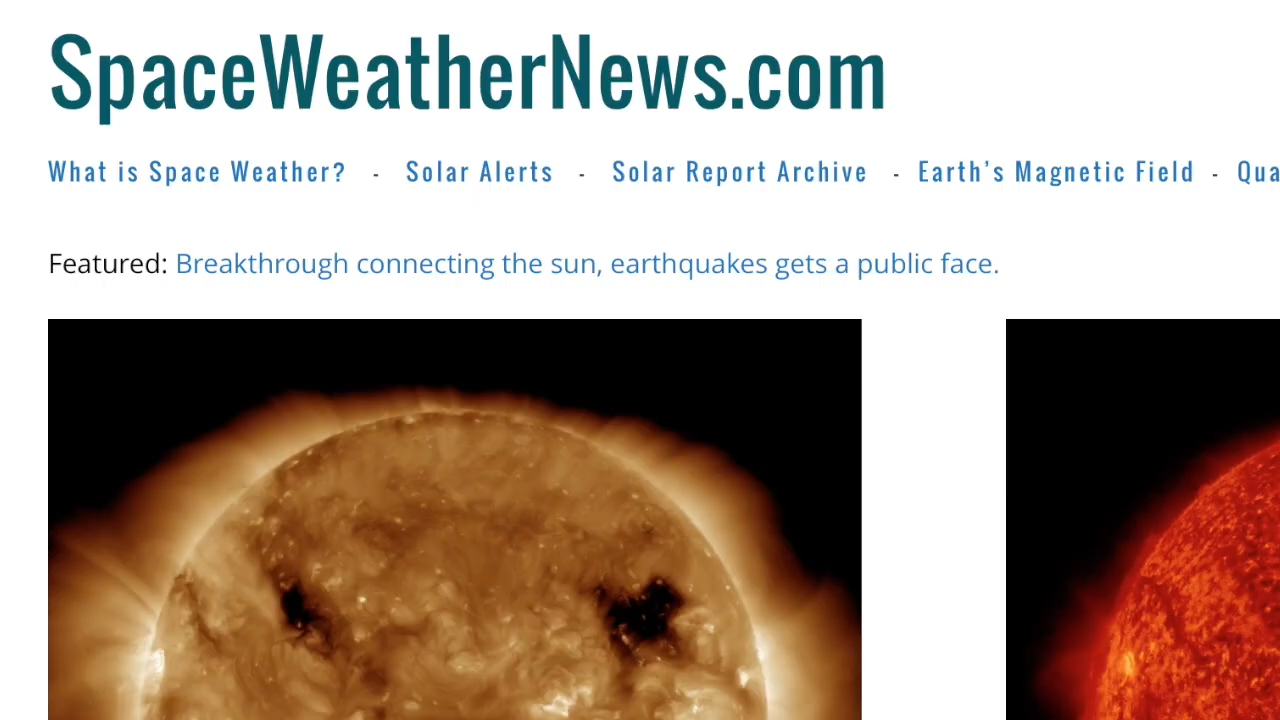 SpaceWeatherNews.com
What is Space Weather? - Solar Alerts - Solar Report Archive - Earth’s Magnetic Field -
Featured: Breakthrough connecting the sun, earthquakes gets a public face.